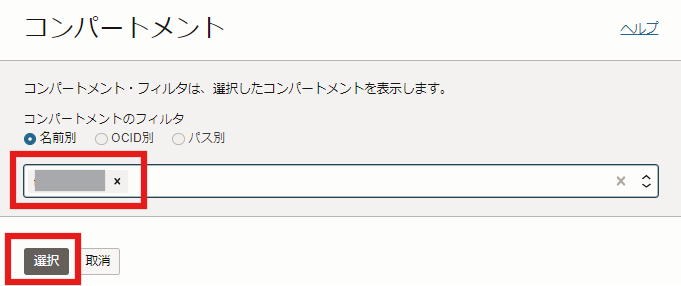 コンパートメント
ヘルプ
コンパートメント・フィルタは、選択したコンパートメントを表示します。
コンパートメントのフィルタ
名前別 OCID別 パス別
選択 取消